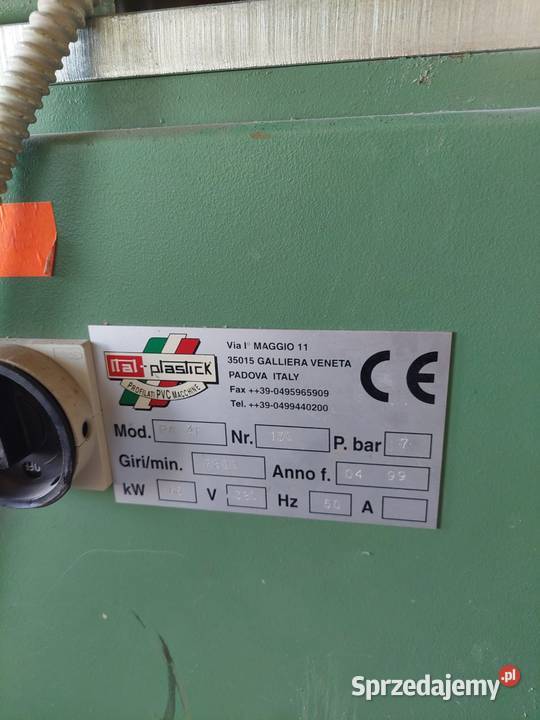 ital-plastick
PROFILATI PVC MACCHINE
Via I° MAGGIO 11
35015 GALLIERA VENETA
PADOVA ITALY
Fax ++39-0495965909
Tel. ++39-0499440200
CE
Mod. Nr. P. bar 7
Giri/min. Anno f. 04 99
kW V 380 Hz 50 A
Sprzedajemy.pl